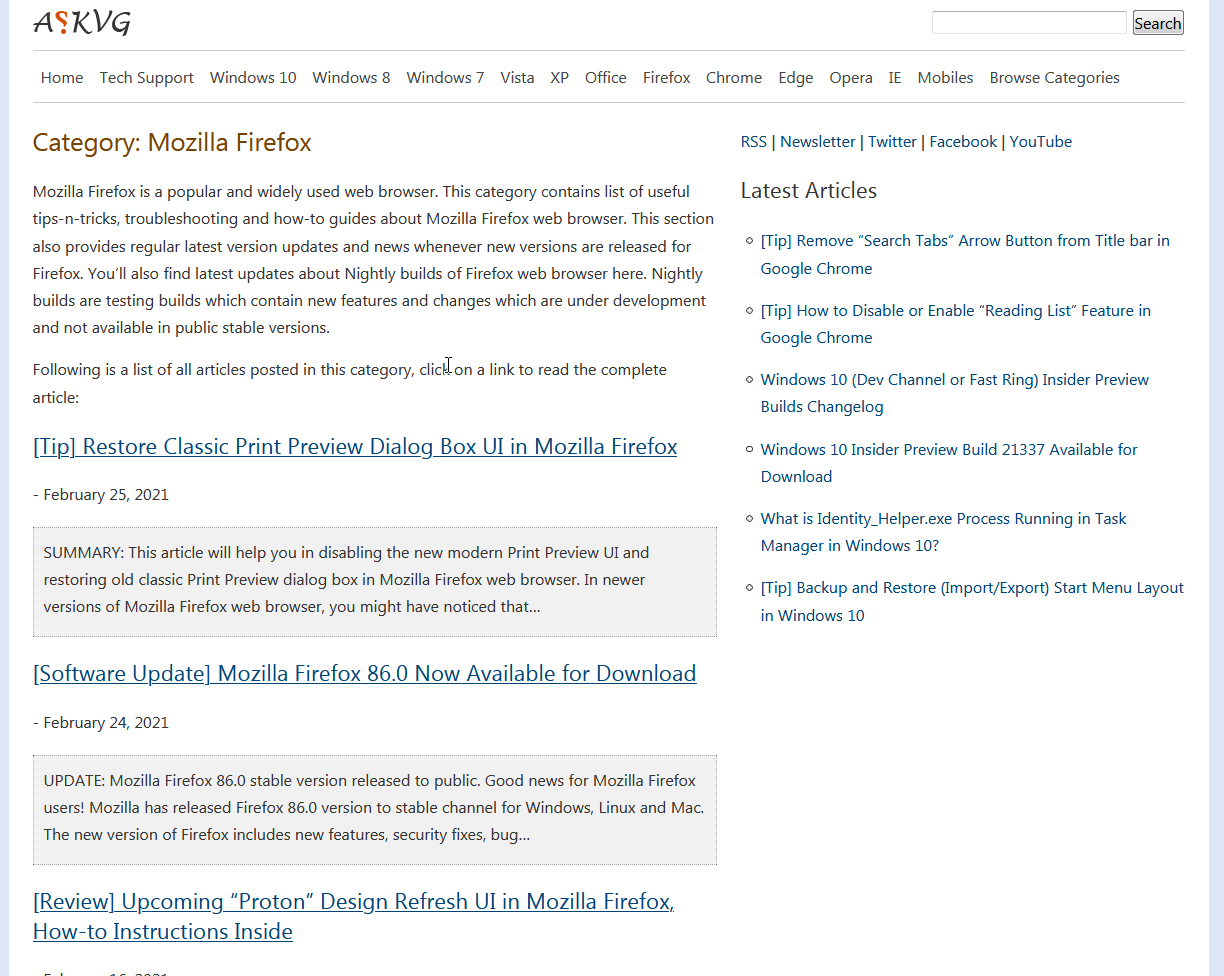 ASKVG
Search
Home Tech Support Windows 10 Windows 8 Windows 7 Vista XP Office Firefox Chrome Edge Opera IE Mobiles Browse Categories
Category: Mozilla Firefox
Mozilla Firefox is a popular and widely used web browser. This category contains list of useful
tips-n-tricks, troubleshooting and how-to guides about Mozilla Firefox web browser. This section
also provides regular latest version updates and news whenever new versions are released for
Firefox. You’ll also find latest updates about Nightly builds of Firefox web browser here. Nightly
builds are testing builds which contain new features and changes which are under development
and not available in public stable versions.
Following is a list of all articles posted in this category, click on a link to read the complete
article:
[Tip] Restore Classic Print Preview Dialog Box UI in Mozilla Firefox
- February 25, 2021
SUMMARY: This article will help you in disabling the new modern Print Preview UI and
restoring old classic Print Preview dialog box in Mozilla Firefox web browser. In newer
versions of Mozilla Firefox web browser, you might have noticed that...
[Software Update] Mozilla Firefox 86.0 Now Available for Download
- February 24, 2021
UPDATE: Mozilla Firefox 86.0 stable version released to public. Good news for Mozilla Firefox
users! Mozilla has released Firefox 86.0 version to stable channel for Windows, Linux and Mac.
The new version of Firefox includes new features, security fixes, bug...
[Review] Upcoming “Proton” Design Refresh UI in Mozilla Firefox,
How-to Instructions Inside
RSS | Newsletter | Twitter | Facebook | YouTube
Latest Articles
[Tip] Remove “Search Tabs” Arrow Button from Title bar in
Google Chrome
[Tip] How to Disable or Enable “Reading List” Feature in
Google Chrome
Windows 10 (Dev Channel or Fast Ring) Insider Preview
Builds Changelog
Windows 10 Insider Preview Build 21337 Available for
Download
What is Identity_Helper.exe Process Running in Task
Manager in Windows 10?
[Tip] Backup and Restore (Import/Export) Start Menu Layout
in Windows 10